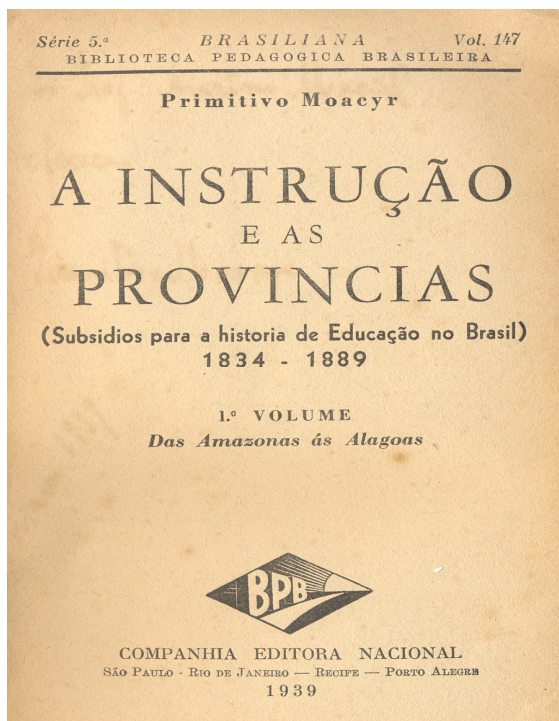 Série 5.ª BRASILIANA Vol. 147
BIBLIOTECA PEDAGOGICA BRASILEIRA
Primitivo Moacyr
A INSTRUÇÃO
E AS
PROVINCIAS
(Subsidios para a historia de Educação no Brasil)
1834 - 1889
1.º VOLUME
Das Amazonas ás Alagoas
BPB
COMPANHIA EDITORA NACIONAL
SÃO PAULO - RIO DE JANEIRO — RECIFE — PORTO ALEGRE
1939